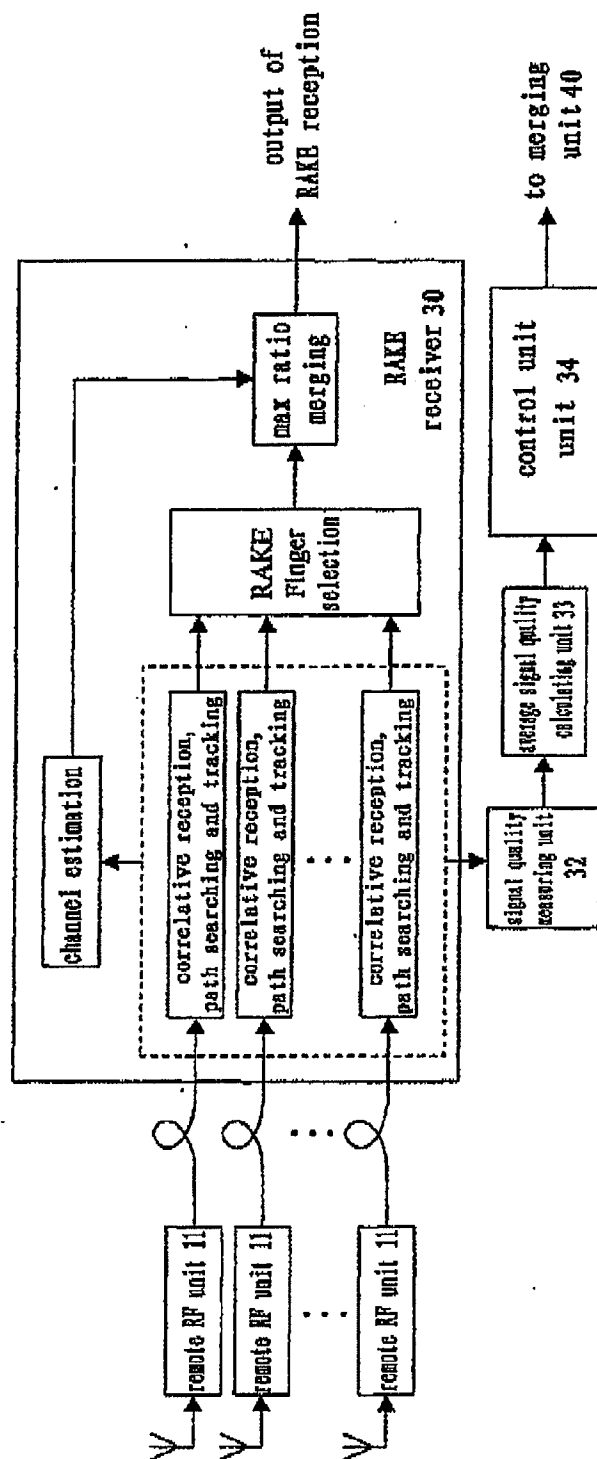 remote RF unit 11
remote RF unit 11
remote RF unit 11
channel estimation
correlative reception,
path searching and tracking
correlative reception,
path searching and tracking
correlative reception,
path searching and tracking
RAKE
Finger
selection
max ratio
merging
RAKE
receiver 30
output of
RAKE reception
signal quality
measuring unit
32
average signal quality
calculating unit 33
control unit
unit 34
to merging
unit 40